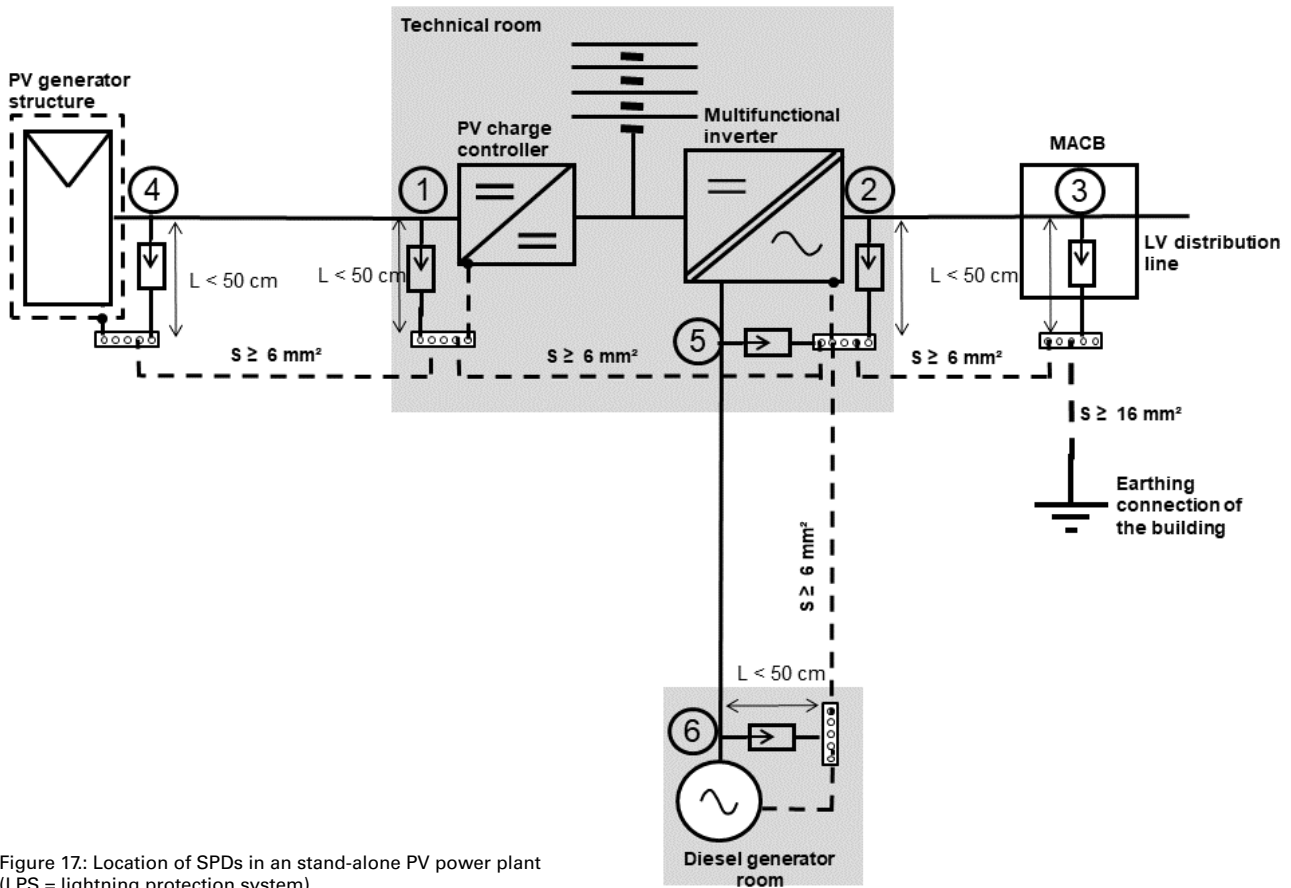 Technical room
PV generator
structure
PV charge
controller
Multifunctional
inverter
MACB
4
1
2
3
LV distribution
line
L < 50 cm
L < 50 cm
L < 50 cm
5
S ≥ 6 mm²
S ≥ 6 mm²
S ≥ 6 mm²
S ≥ 16 mm²
Earthing
connection of
the building
S ≥ 6 mm²
L < 50 cm
6
Diesel generator
room
Figure 17.: Location of SPDs in an stand-alone PV power plant
(LPS = lightning protection system)